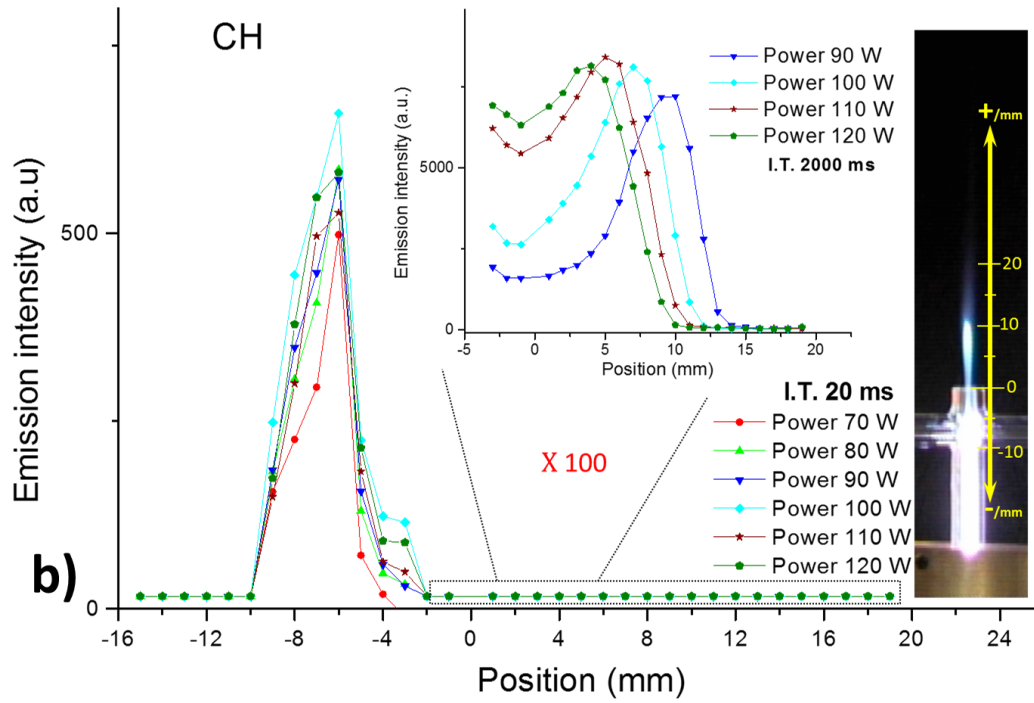 CH
Emission intensity (a.u)
500
0
b)
-16 -12 -8 -4 0 4 8 12 16 20 24
Position (mm)
Emission intensity (a.u.)
5000
0
-5 0 5 10 15 20
Position (mm)
Power 90 W
Power 100 W
Power 110 W
Power 120 W
I.T. 2000 ms
X 100
I.T. 20 ms
Power 70 W
Power 80 W
Power 90 W
Power 100 W
Power 110 W
Power 120 W
+/mm
20
10
0
-10
-/mm